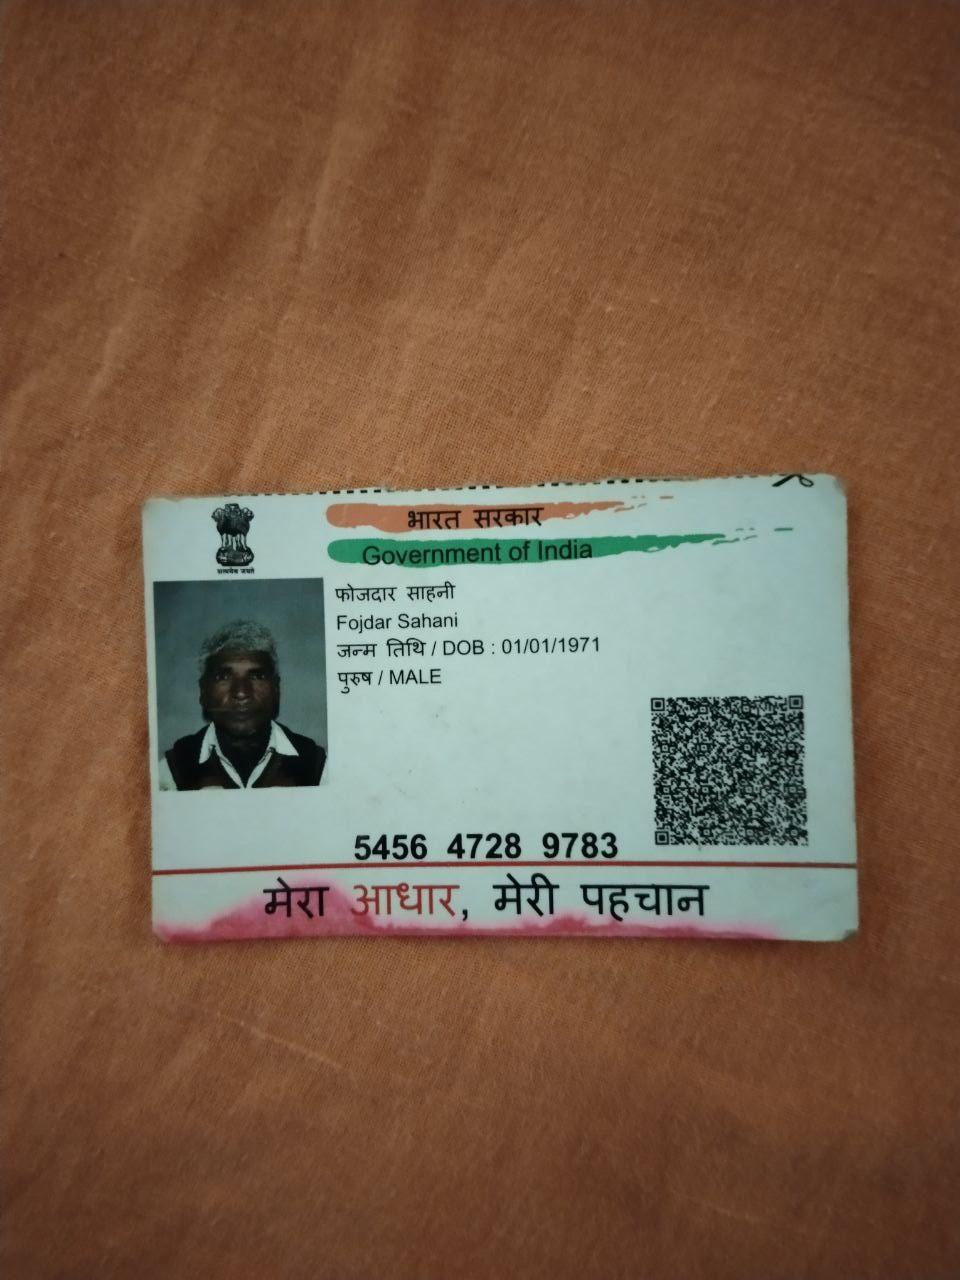 भारत सरकार
Government of India
सत्यमेव जयते
फोजदार साहनी
Fojdar Sahani
जन्म तिथि / DOB : 01/01/1971
पुरुष / MALE
5456 4728 9783
मेरा आधार, मेरी पहचान